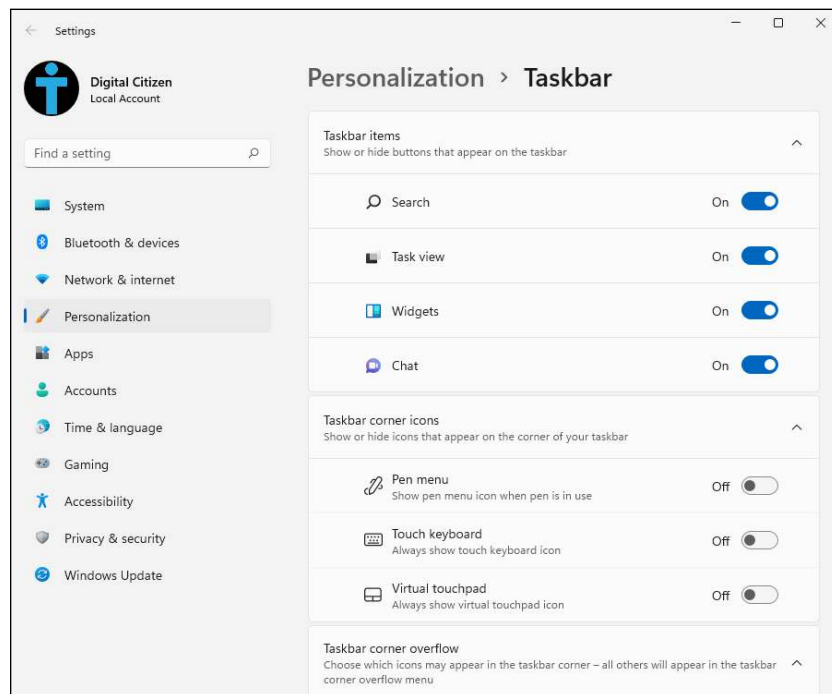 Settings
Digital Citizen
Local Account
Find a setting
System
Bluetooth & devices
Network & internet
Personalization
Apps
Accounts
Time & language
Gaming
Accessibility
Privacy & security
Windows Update
Personalization > Taskbar
Taskbar items
Show or hide buttons that appear on the taskbar
Search On
Task view On
Widgets On
Chat On
Taskbar corner icons
Show or hide icons that appear on the corner of your taskbar
Pen menu
Show pen menu icon when pen is in use
Off
Touch keyboard
Always show touch keyboard icon
Off
Virtual touchpad
Always show virtual touchpad icon
Off
Taskbar corner overflow
Choose which icons may appear in the taskbar corner – all others will appear in the taskbar
corner overflow menu